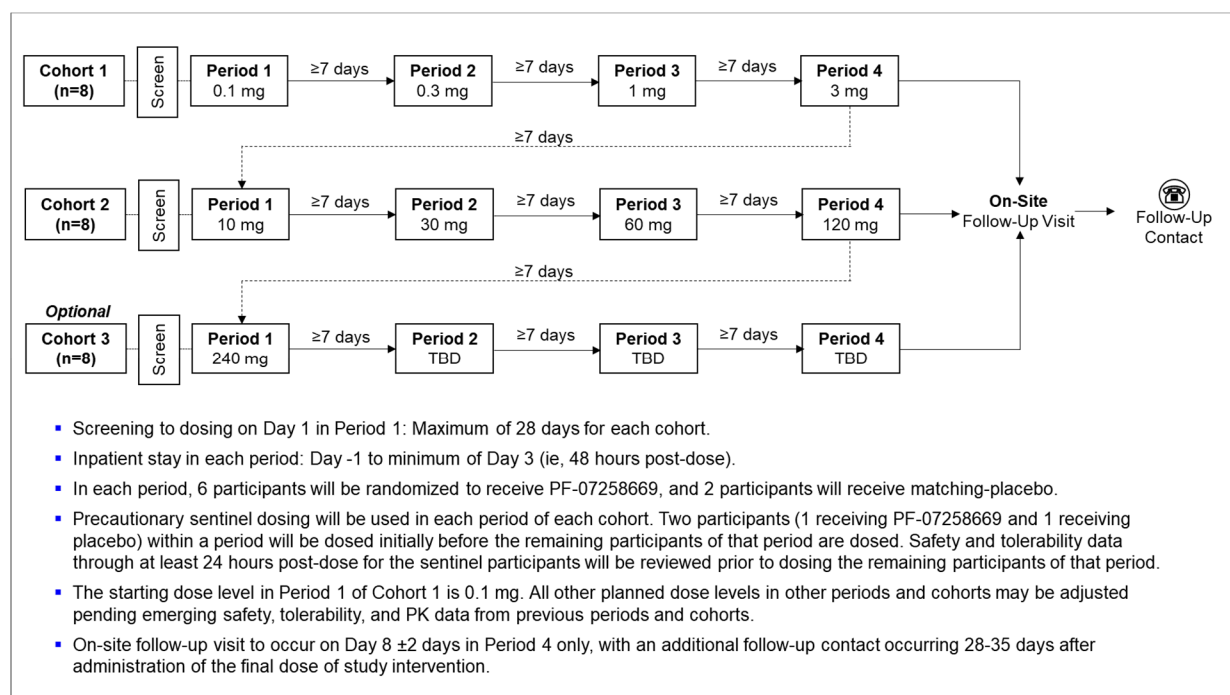 Cohort 1
(n=8)
Screen
Period 1
0.1 mg
≥7 days
Period 2
0.3 mg
≥7 days
Period 3
1 mg
≥7 days
Period 4
3 mg
≥7 days
Cohort 2
(n=8)
Screen
Period 1
10 mg
≥7 days
Period 2
30 mg
≥7 days
Period 3
60 mg
≥7 days
Period 4
120 mg
On-Site
Follow-Up Visit
Follow-Up
Contact
≥7 days
Optional
Cohort 3
(n=8)
Screen
Period 1
240 mg
≥7 days
Period 2
TBD
≥7 days
Period 3
TBD
≥7 days
Period 4
TBD
▪ Screening to dosing on Day 1 in Period 1: Maximum of 28 days for each cohort.
▪ Inpatient stay in each period: Day -1 to minimum of Day 3 (ie, 48 hours post-dose).
▪ In each period, 6 participants will be randomized to receive PF-07258669, and 2 participants will receive matching-placebo.
▪ Precautionary sentinel dosing will be used in each period of each cohort. Two participants (1 receiving PF-07258669 and 1 receiving
placebo) within a period will be dosed initially before the remaining participants of that period are dosed. Safety and tolerability data
through at least 24 hours post-dose for the sentinel participants will be reviewed prior to dosing the remaining participants of that period.
▪ The starting dose level in Period 1 of Cohort 1 is 0.1 mg. All other planned dose levels in other periods and cohorts may be adjusted
pending emerging safety, tolerability, and PK data from previous periods and cohorts.
▪ On-site follow-up visit to occur on Day 8 ±2 days in Period 4 only, with an additional follow-up contact occurring 28-35 days after
administration of the final dose of study intervention.